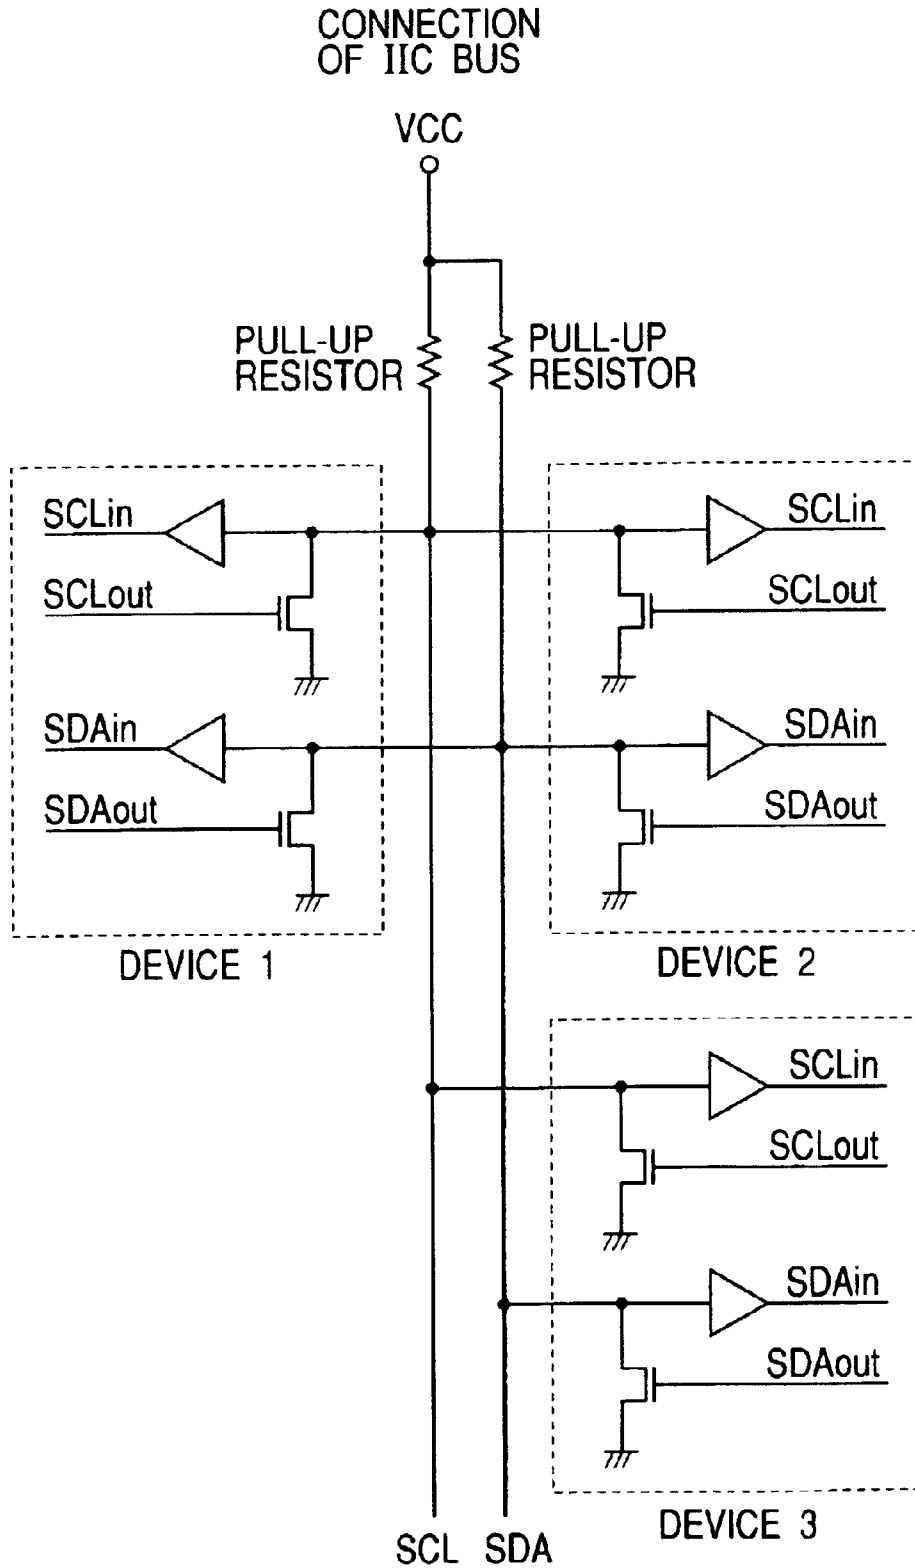 CONNECTION
OF IIC BUS
VCC
PULL-UP
RESISTOR
PULL-UP
RESISTOR
SCLin
SCLout
SDAin
SDAout
DEVICE 1
SCLin
SCLout
SDAin
SDAout
DEVICE 2
SCLin
SCLout
SDAin
SDAout
DEVICE 3
SCL
SDA